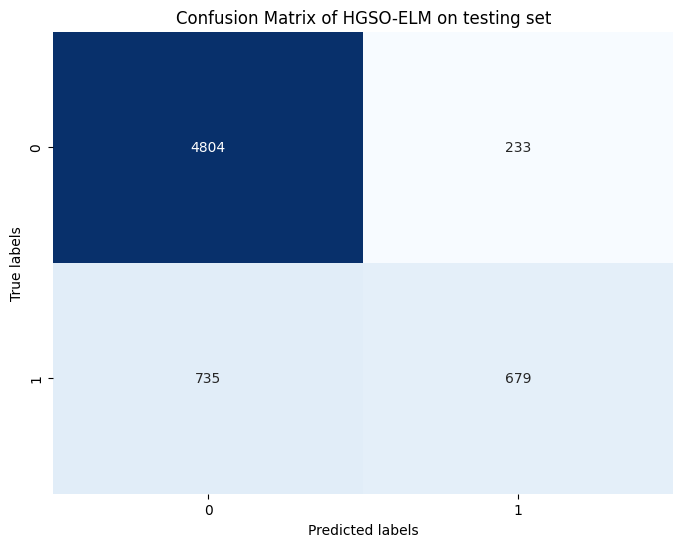 Confusion Matrix of HGSO-ELM on testing set
True labels
0
4804
233
1
735
679
0
1
Predicted labels